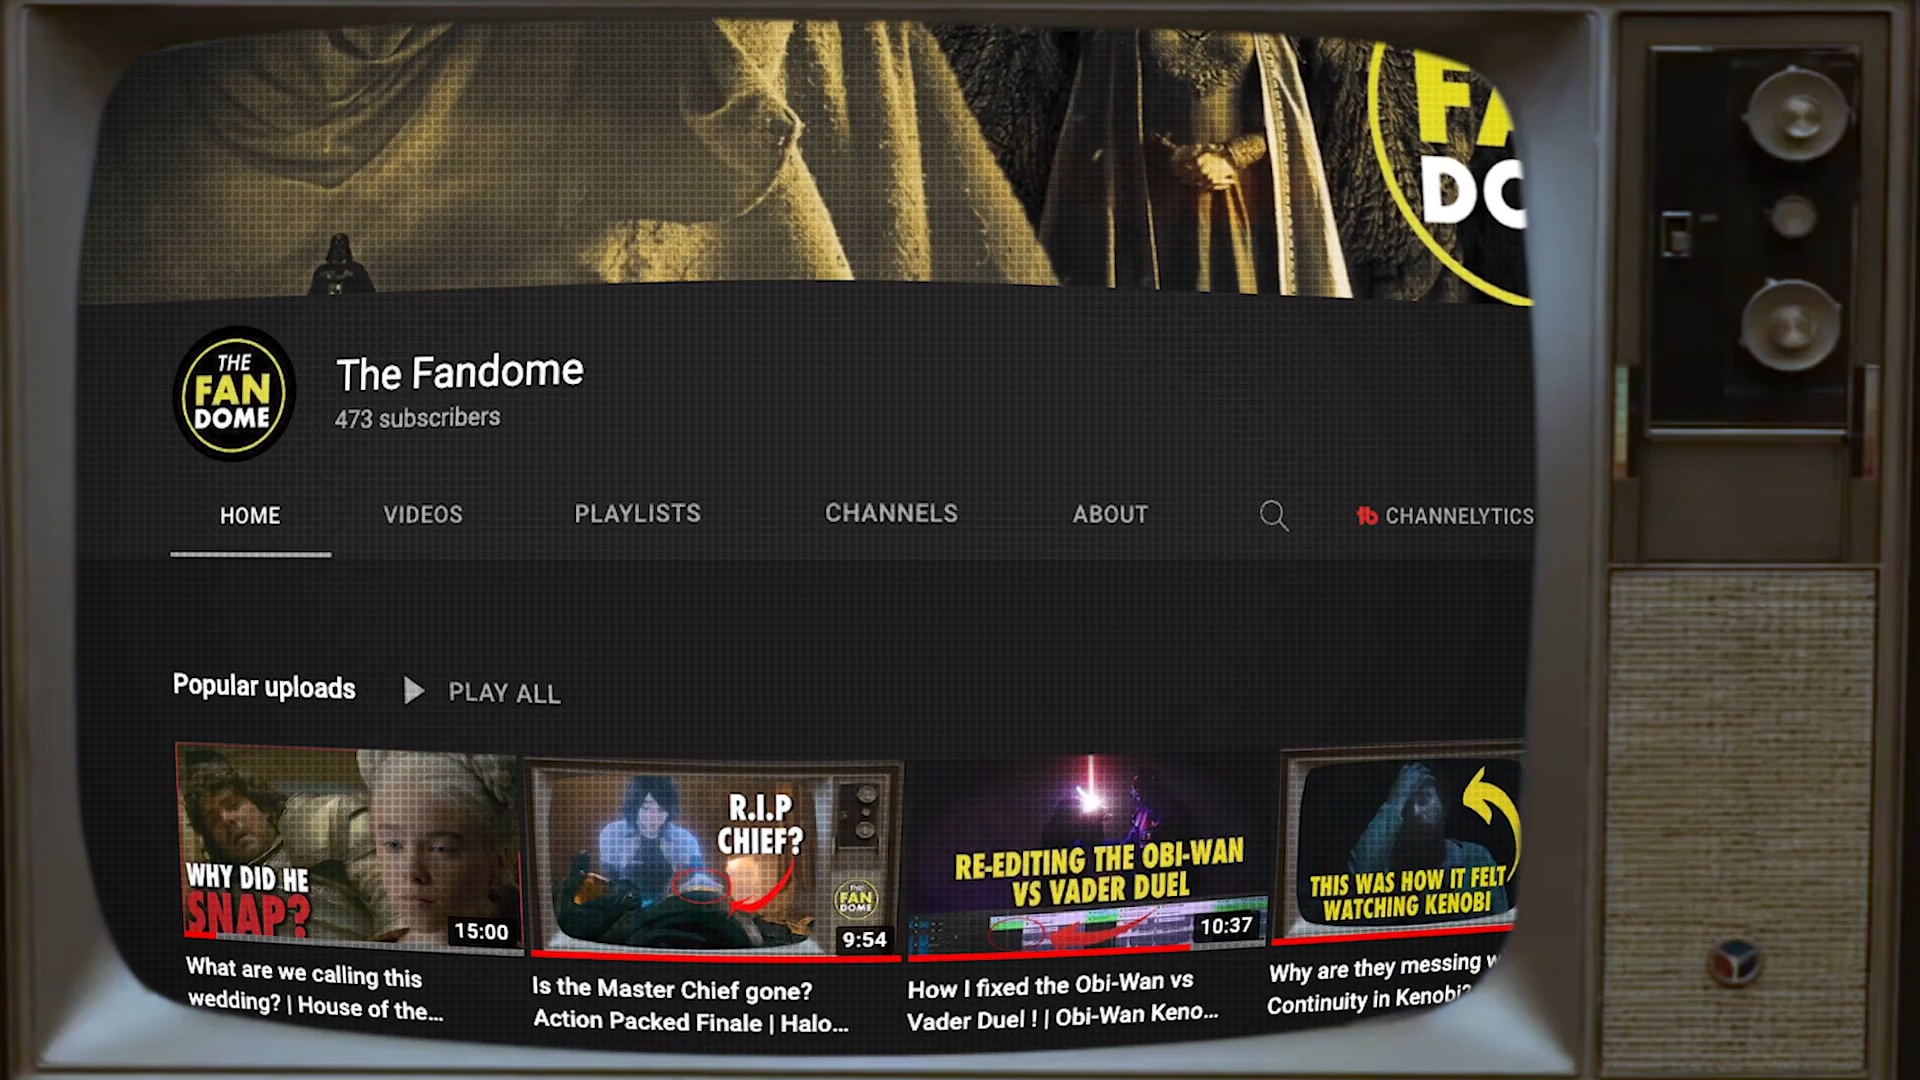 FA
DO
THE
FAN
DOME
The Fandome
473 subscribers
HOME
VIDEOS
PLAYLISTS
CHANNELS
ABOUT
CHANNELYTICS
Popular uploads
PLAY ALL
WHY DID HE
SNAP?
15:00
R.I.P
CHIEF?
THE
FAN
DOME
9:54
RE-EDITING THE OBI-WAN
VS VADER DUEL
10:37
THIS WAS HOW IT FELT
WATCHING KENOBI
What are we calling this
wedding? | House of the...
Is the Master Chief gone?
Action Packed Finale | Halo...
How I fixed the Obi-Wan vs
Vader Duel ! | Obi-Wan Keno...
Why are they messing w
Continuity in Kenobi?